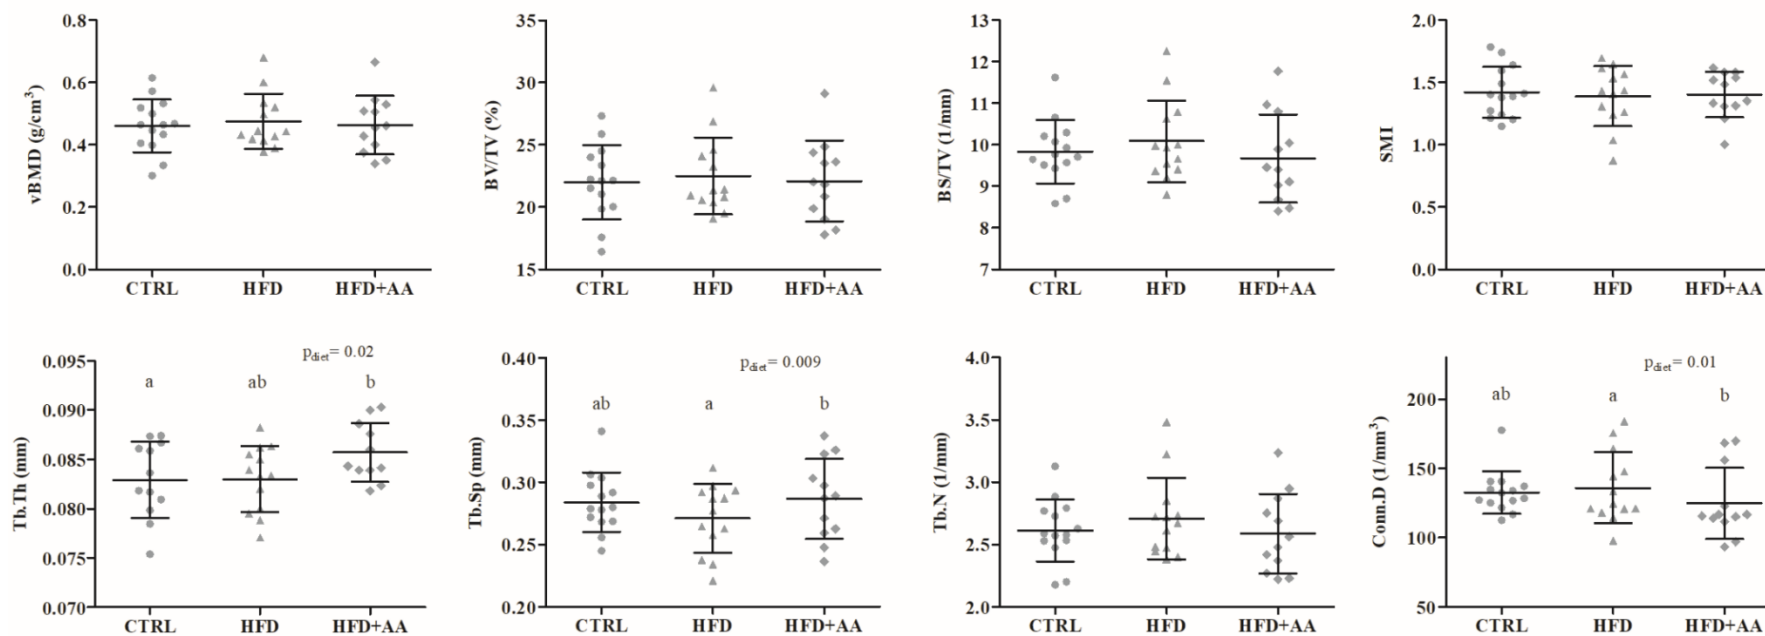 0.8
0.6
0.4
0.2
0.0
vBMD (g/cm³)
CTRL HFD HFD+AA
35
30
25
20
15
BV/TV (%)
CTRL HFD HFD+AA
13
12
11
10
9
8
7
BS/TV (1/mm)
CTRL HFD HFD+AA
2.0
1.5
1.0
0.5
0.0
SMI
CTRL HFD HFD+AA
0.095
0.090
0.085
0.080
0.075
0.070
Tb.Th (mm)
p_diet= 0.02
a ab b
CTRL HFD HFD+AA
0.40
0.35
0.30
0.25
0.20
Tb.Sp (mm)
p_diet= 0.009
ab a b
CTRL HFD HFD+AA
4.0
3.5
3.0
2.5
2.0
Tb.N (1/mm)
CTRL HFD HFD+AA
200
150
100
50
Conn.D (1/mm³)
p_diet= 0.01
ab a b
CTRL HFD HFD+AA